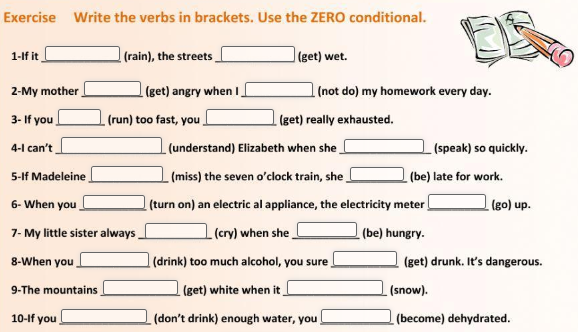 Exercise Write the verbs in brackets. Use the ZERO conditional.
1-If it (rain), the streets (get) wet.
2-My mother (get) angry when I (not do) my homework every day.
3- If you (run) too fast, you (get) really exhausted.
4-I can't (understand) Elizabeth when she (speak) so quickly.
5-If Madeleine (miss) the seven o'clock train, she (be) late for work.
6- When you (turn on) an electric al appliance, the electricity meter (go) up.
7- My little sister always (cry) when she (be) hungry.
8-When you (drink) too much alcohol, you sure (get) drunk. It's dangerous.
9-The mountains (get) white when it (snow).
10-If you (don't drink) enough water, you (become) dehydrated.